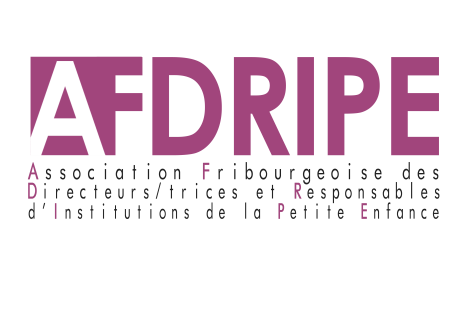 AFDRIPE
Association Fribourgeoise des
Directeurs/trices et Responsables
d'Institutions de la Petite Enfance